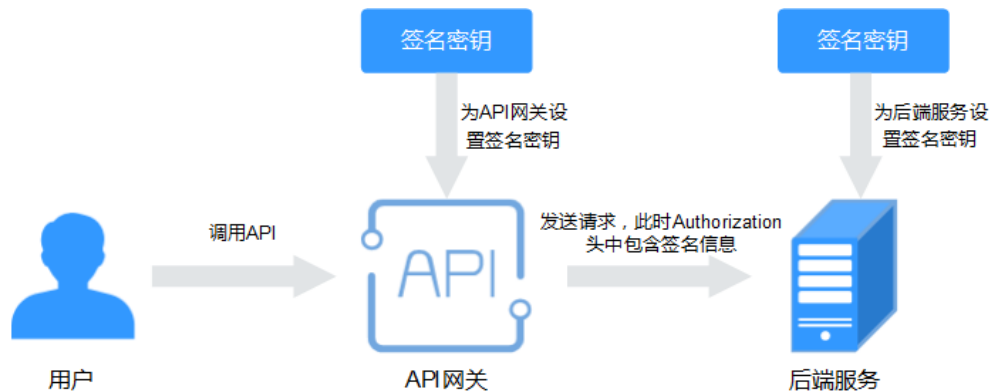 签名密钥
签名密钥
为API网关设
置签名密钥
为后端服务设
置签名密钥
调用API
发送请求，此时Authorization
头中包含签名信息
API
用户
API网关
后端服务